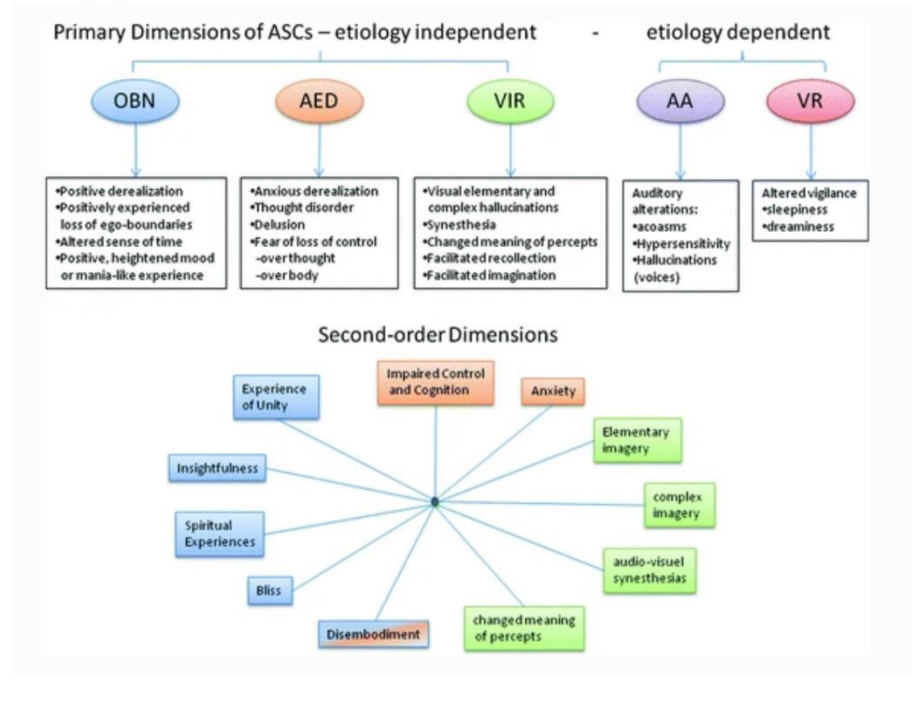 Primary Dimensions of ASCs – etiology independent - etiology dependent
OBN
AED
VIR
AA
VR
•Positive derealization
•Positively experienced
loss of ego-boundaries
•Altered sense of time
•Positive, heightened mood
or mania-like experience
•Anxious derealization
•Thought disorder
•Delusion
•Fear of loss of control
-over thought
-over body
•Visual elementary and
complex hallucinations
•Synesthesia
•Changed meaning of percepts
•Facilitated recollection
•Facilitated imagination
Auditory
alterations:
•acoasms
•Hypersensitivity
•Hallucinations
(voices)
Altered vigilance
•sleepiness
•dreaminess
Second-order Dimensions
Experience
of Unity
Impaired Control
and Cognition
Anxiety
Elementary
imagery
Insightfulness
complex
imagery
Spiritual
Experiences
audio-visuel
synesthesias
Bliss
Disembodiment
changed meaning
of percepts